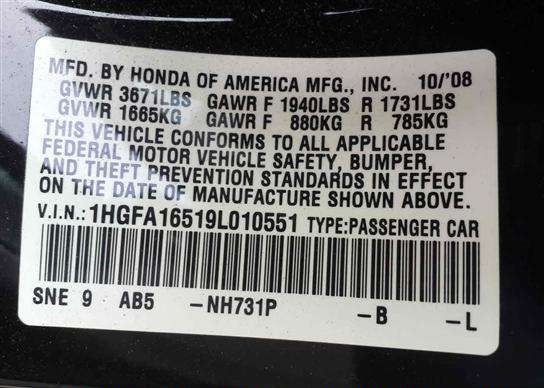 MFD. BY HONDA OF AMERICA MFG., INC. 10/'08
GVWR 3671LBS GAWR F 1940LBS R 1731LBS
GVWR 1665KG GAWR F 880KG R 785KG
THIS VEHICLE CONFORMS TO ALL APPLICABLE
FEDERAL MOTOR VEHICLE SAFETY, BUMPER,
AND THEFT PREVENTION STANDARDS IN EFFECT
ON THE DATE OF MANUFACTURE SHOWN ABOVE.
V.I.N.:1HGFA16519L010551 TYPE:PASSENGER CAR
SNE 9 AB5 -NH731P -B -L